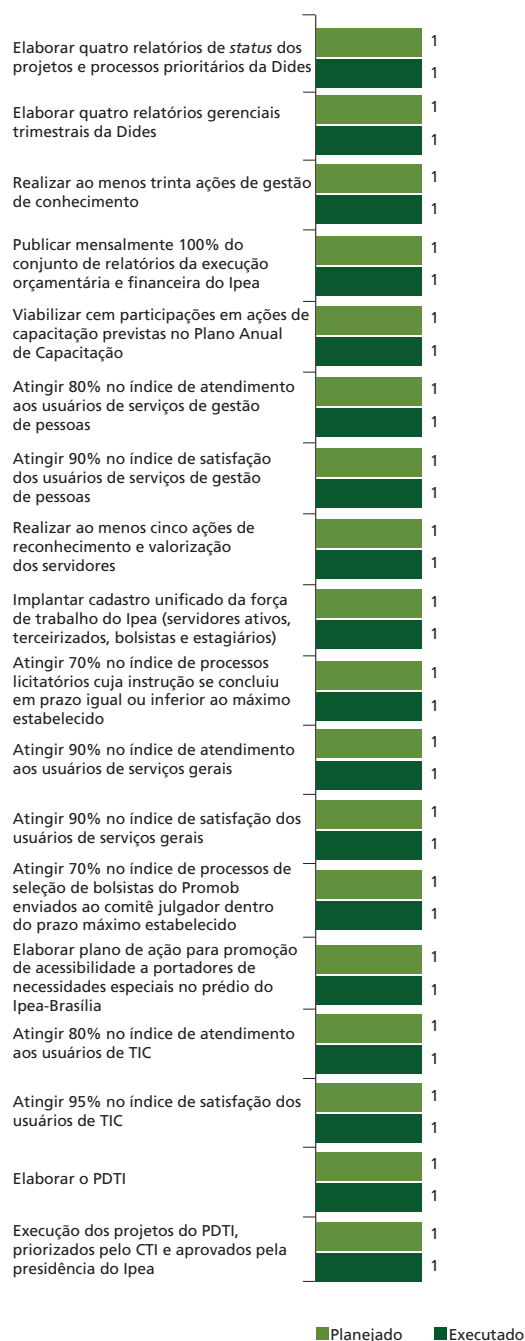 Elaborar quatro relatórios de status dos
projetos e processos prioritários da Dides
1
1
Elaborar quatro relatórios gerenciais
trimestrais da Dides
1
1
Realizar ao menos trinta ações de gestão
de conhecimento
1
1
Publicar mensalmente 100% do
conjunto de relatórios da execução
orçamentária e financeira do Ipea
1
1
Viabilizar cem participações em ações de
capacitação previstas no Plano Anual
de Capacitação
1
1
Atingir 80% no índice de atendimento
aos usuários de serviços de gestão
de pessoas
1
1
Atingir 90% no índice de satisfação
dos usuários de serviços de gestão
de pessoas
1
1
Realizar ao menos cinco ações de
reconhecimento e valorização
dos servidores
1
1
Implantar cadastro unificado da força
de trabalho do Ipea (servidores ativos,
terceirizados, bolsistas e estagiários)
1
1
Atingir 70% no índice de processos
licitatórios cuja instrução se concluiu
em prazo igual ou inferior ao máximo
estabelecido
1
1
Atingir 90% no índice de atendimento
aos usuários de serviços gerais
1
1
Atingir 90% no índice de satisfação dos
usuários de serviços gerais
1
1
Atingir 70% no índice de processos de
seleção de bolsistas do Promob
enviados ao comitê julgador dentro
do prazo máximo estabelecido
1
1
Elaborar plano de ação para promoção
de acessibilidade a portadores de
necessidades especiais no prédio do
Ipea-Brasília
1
1
Atingir 80% no índice de atendimento
aos usuários de TIC
1
1
Atingir 95% no índice de satisfação dos
usuários de TIC
1
1
Elaborar o PDTI
1
1
Execução dos projetos do PDTI,
priorizados pelo CTI e aprovados pela
presidência do Ipea
1
1
Planejado Executado